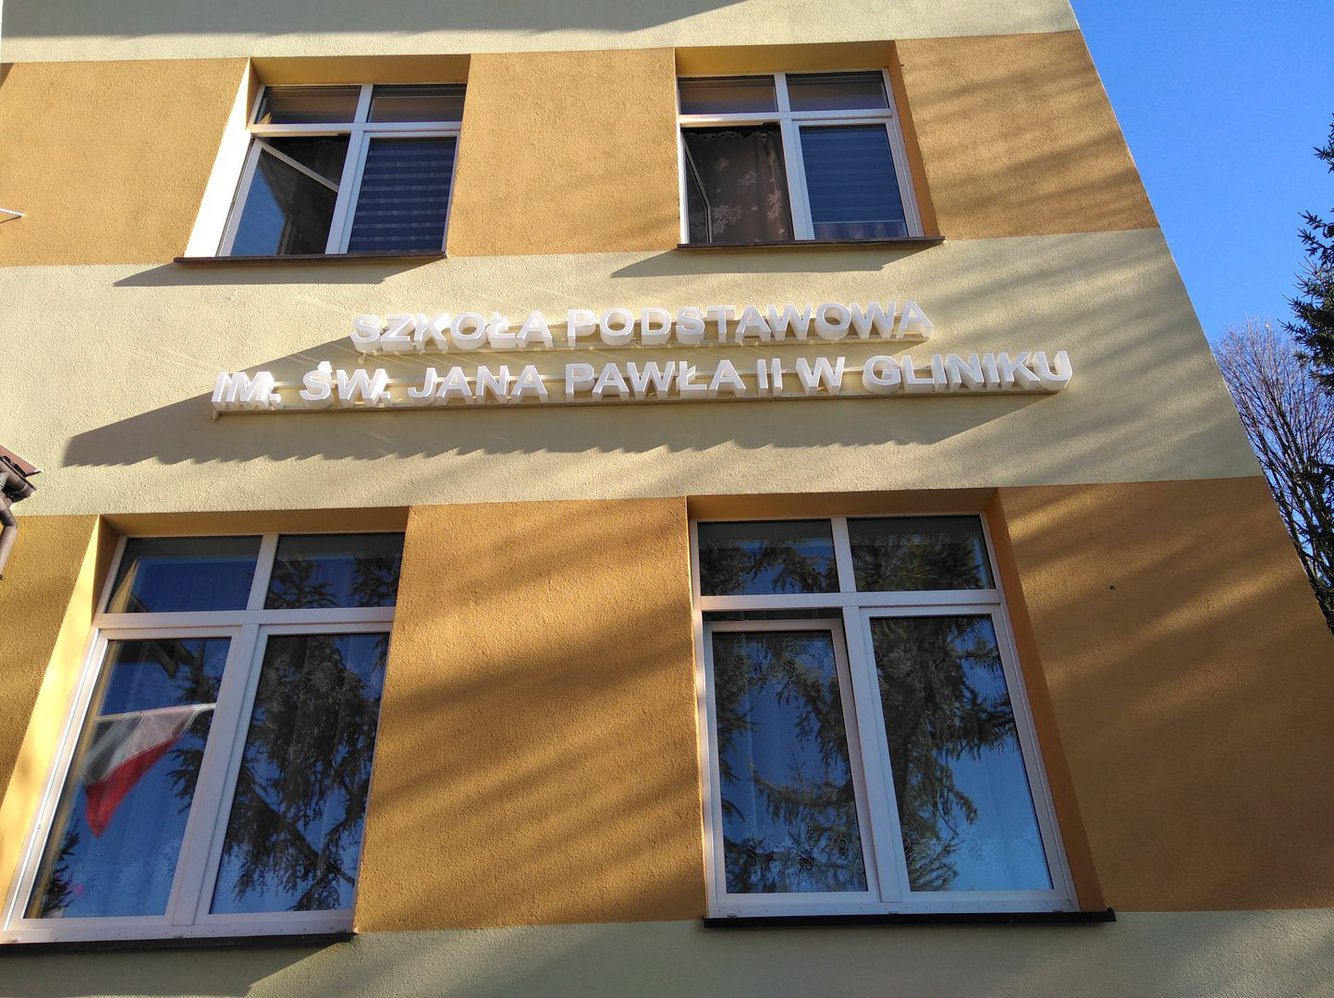 SZKOŁA PODSTAWOWA
IM. ŚW. JANA PAWŁA II W GLINIKU